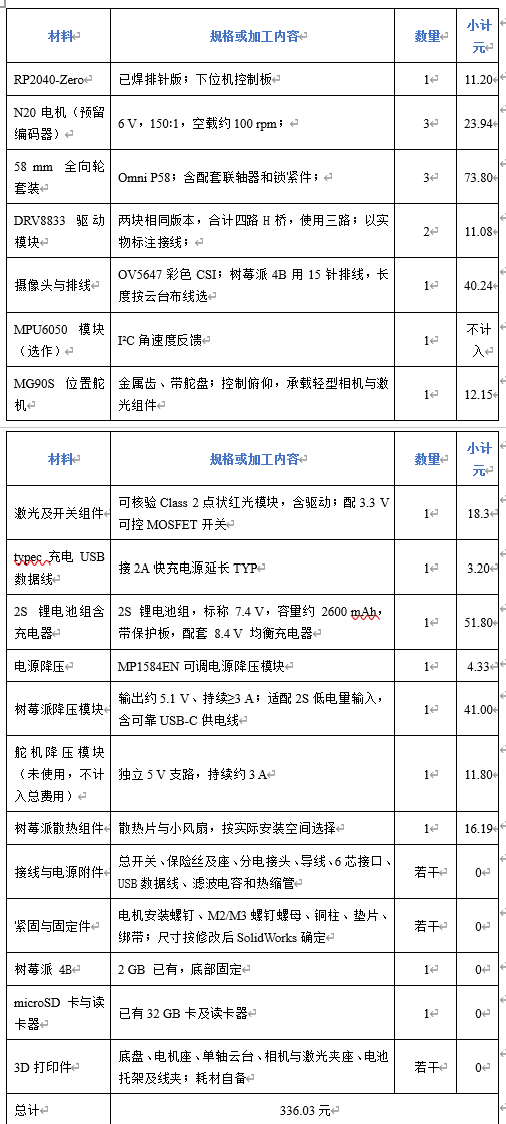 材料 规格或加工内容 数量 小计
元
RP2040-Zero 已焊排针版；下位机控制板 1 11.20
N20 电机（预留
编码器） 6 V，150:1，空载约 100 rpm； 3 23.94
58 mm 全向轮
套装 Omni P58；含配套联轴器和锁紧件； 3 73.80
DRV8833 驱动
模块 两块相同版本，合计四路 H 桥，使用三路；以实
物标注接线； 2 11.08
摄像头与排线 OV5647 彩色 CSI；树莓派 4B 用 15 针排线，长
度按云台布线选 1 40.24
MPU6050 模块
（选作） I²C 角速度反馈 1 不计
入
MG90S 位置舵
机 金属齿、带舵盘；控制俯仰，承载轻型相机与激
光组件 1 12.15
材料 规格或加工内容 数量 小计
元
激光及开关组件 可核验 Class 2 点状红光模块，含驱动；配 3.3 V
可控 MOSFET 开关 1 18.3
typec 充电 USB
数据线 接 2A 快充电源延长 TYP 1 3.20
2S 锂电池组含
充电器 2S 锂电池组，标称 7.4 V，容量约 2600 mAh，
带保护板，配套 8.4 V 均衡充电器 1 51.80
电源降压 MP1584EN 可调电源降压模块 1 4.33
树莓派降压模块 输出约 5.1 V、持续≥3 A；适配 2S 低电量输入，
含可靠 USB-C 供电线 1 41.00
舵机降压模块
（未使用，不计
入总费用） 独立 5 V 支路，持续约 3 A 1 11.80
树莓派散热组件 散热片与小风扇，按实际安装空间选择 1 16.19
接线与电源附件 总开关、保险丝及座、分电接头、导线、6 芯接口、
USB 数据线、滤波电容和热缩管 若干 0
紧固与固定件 电机安装螺钉、M2/M3 螺钉螺母、铜柱、垫片、
绑带；尺寸按修改后 SolidWorks 确定 若干 0
树莓派 4B 2 GB 已有，底部固定 1 0
microSD 卡与读
卡器 已有 32 GB 卡及读卡器 1 0
3D 打印件 底盘、电机座、单轴云台、相机与激光夹座、电池
托架及线夹；耗材自备 若干 0
总计 336.03 元